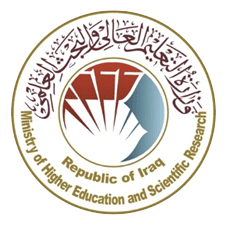 وزارة التعليم العالي والبحث العلمي
Republic of Iraq
Ministry of Higher Education and Scientific Research